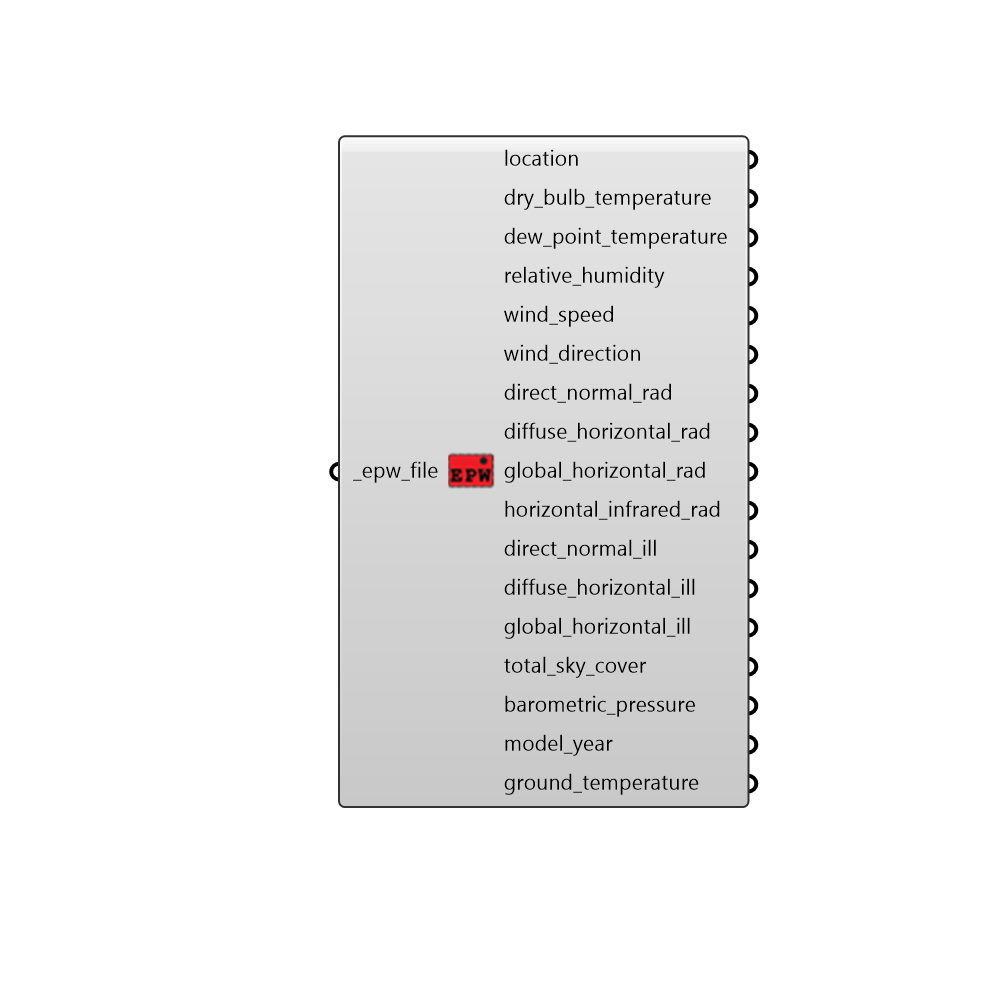 location
dry_bulb_temperature
dew_point_temperature
relative_humidity
wind_speed
wind_direction
direct_normal_rad
diffuse_horizontal_rad
_epw_file EPW global_horizontal_rad
horizontal_infrared_rad
direct_normal_ill
diffuse_horizontal_ill
global_horizontal_ill
total_sky_cover
barometric_pressure
model_year
ground_temperature